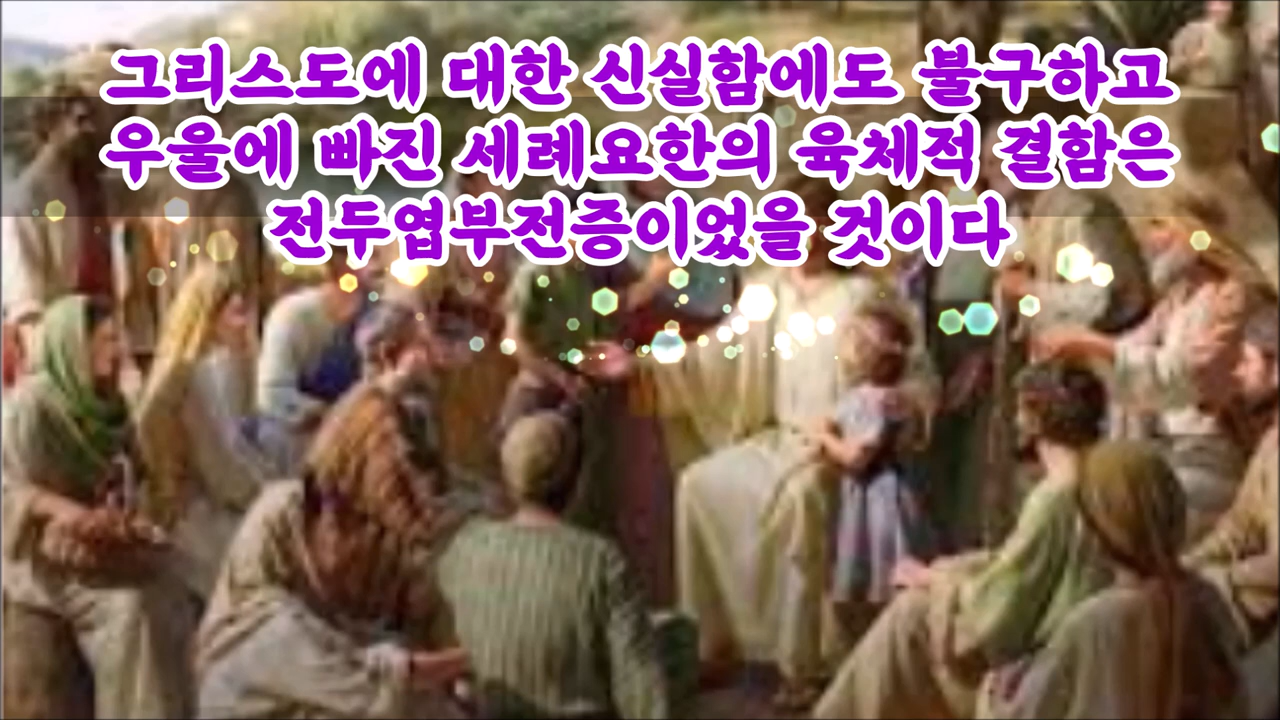 그리스도에 대한 신실함에도 불구하고
우울에 빠진 세례요한의 육체적 결함은
전두엽부전증이었을 것이다